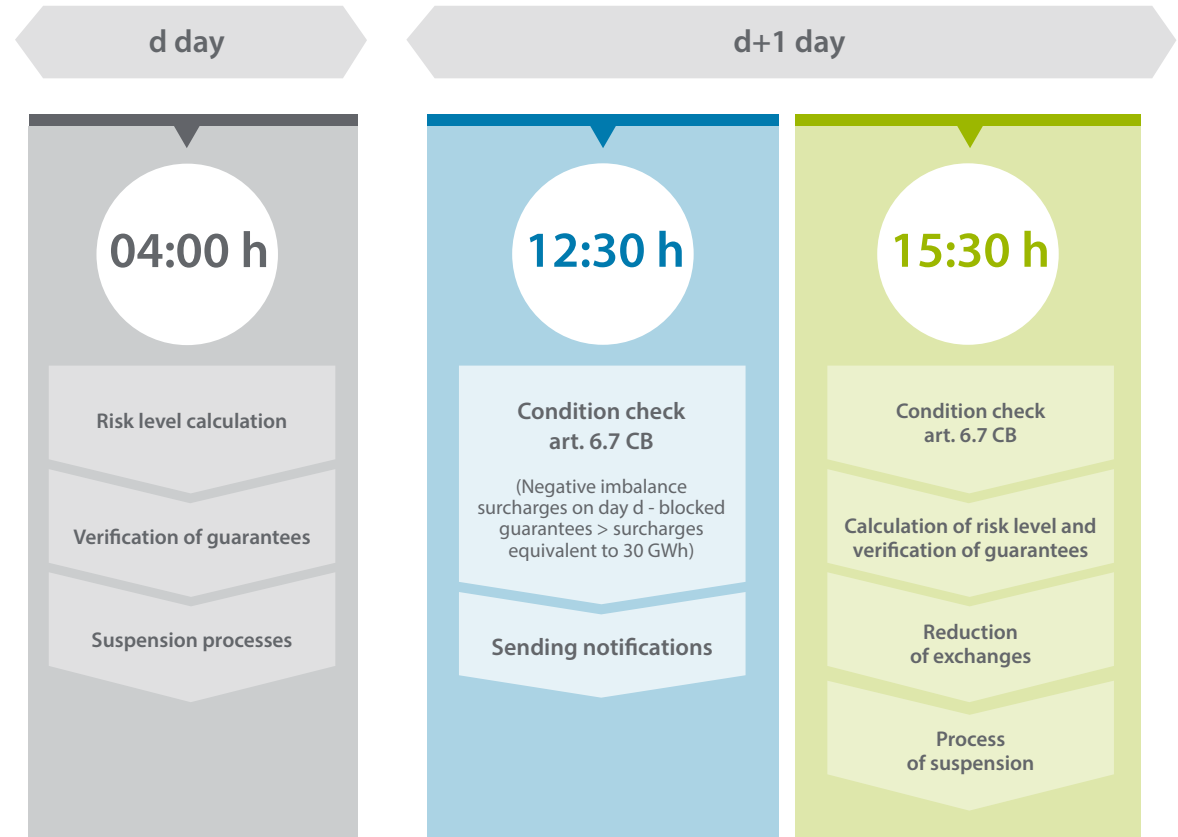 d day
d+1 day
04:00 h
Risk level calculation
Verification of guarantees
Suspension processes
12:30 h
Condition check
art. 6.7 CB
(Negative imbalance
surcharges on day d - blocked
guarantees > surcharges
equivalent to 30 GWh)
Sending notifications
15:30 h
Condition check
art. 6.7 CB
Calculation of risk level and
verification of guarantees
Reduction
of exchanges
Process
of suspension